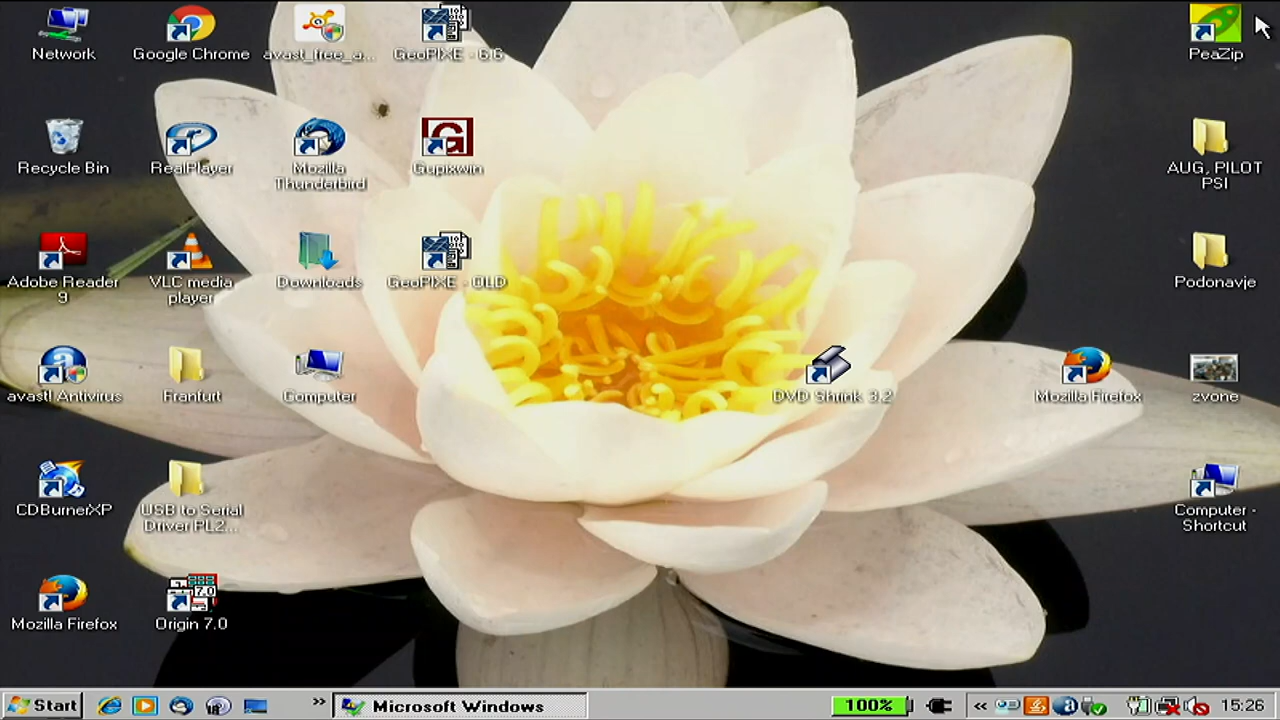 Network
Google Chrome
avast_free_a...
GeoPIXE - 6.6
PeaZip
Recycle Bin
RealPlayer
Mozilla
Thunderbird
Gupixwin
AUG, PILOT
PSI
Adobe Reader
9
VLC media
player
Downloads
GeoPIXE - OLD
Podonavje
avast! Antivirus
Franfurt
Computer
DVD Shrink 3.2
Mozilla Firefox
zvone
CDBurnerXP
USB to Serial
Driver PL2...
Computer -
Shortcut
Mozilla Firefox
7.0
Origin 7.0
Start
Microsoft Windows
100%
15:26